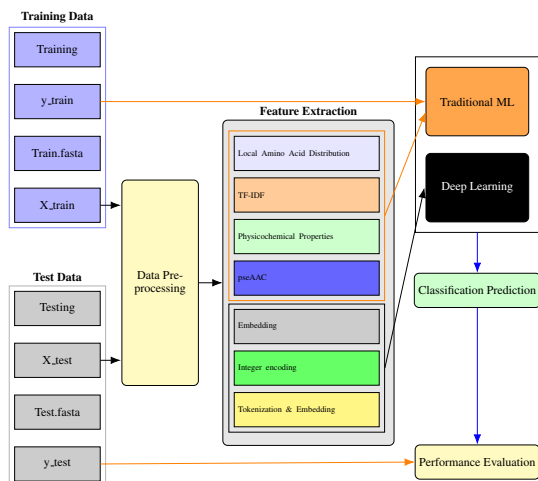 Training Data
Training
y_train
Train.fasta
X_train
Test Data
Testing
X_test
Test.fasta
y_test
Data Pre-
processing
Feature Extraction
Local Amino Acid Distribution
TF-IDF
Physicochemical Properties
pseAAC
Embedding
Integer encoding
Tokenization & Embedding
Traditional ML
Deep Learning
Classification Prediction
Performance Evaluation